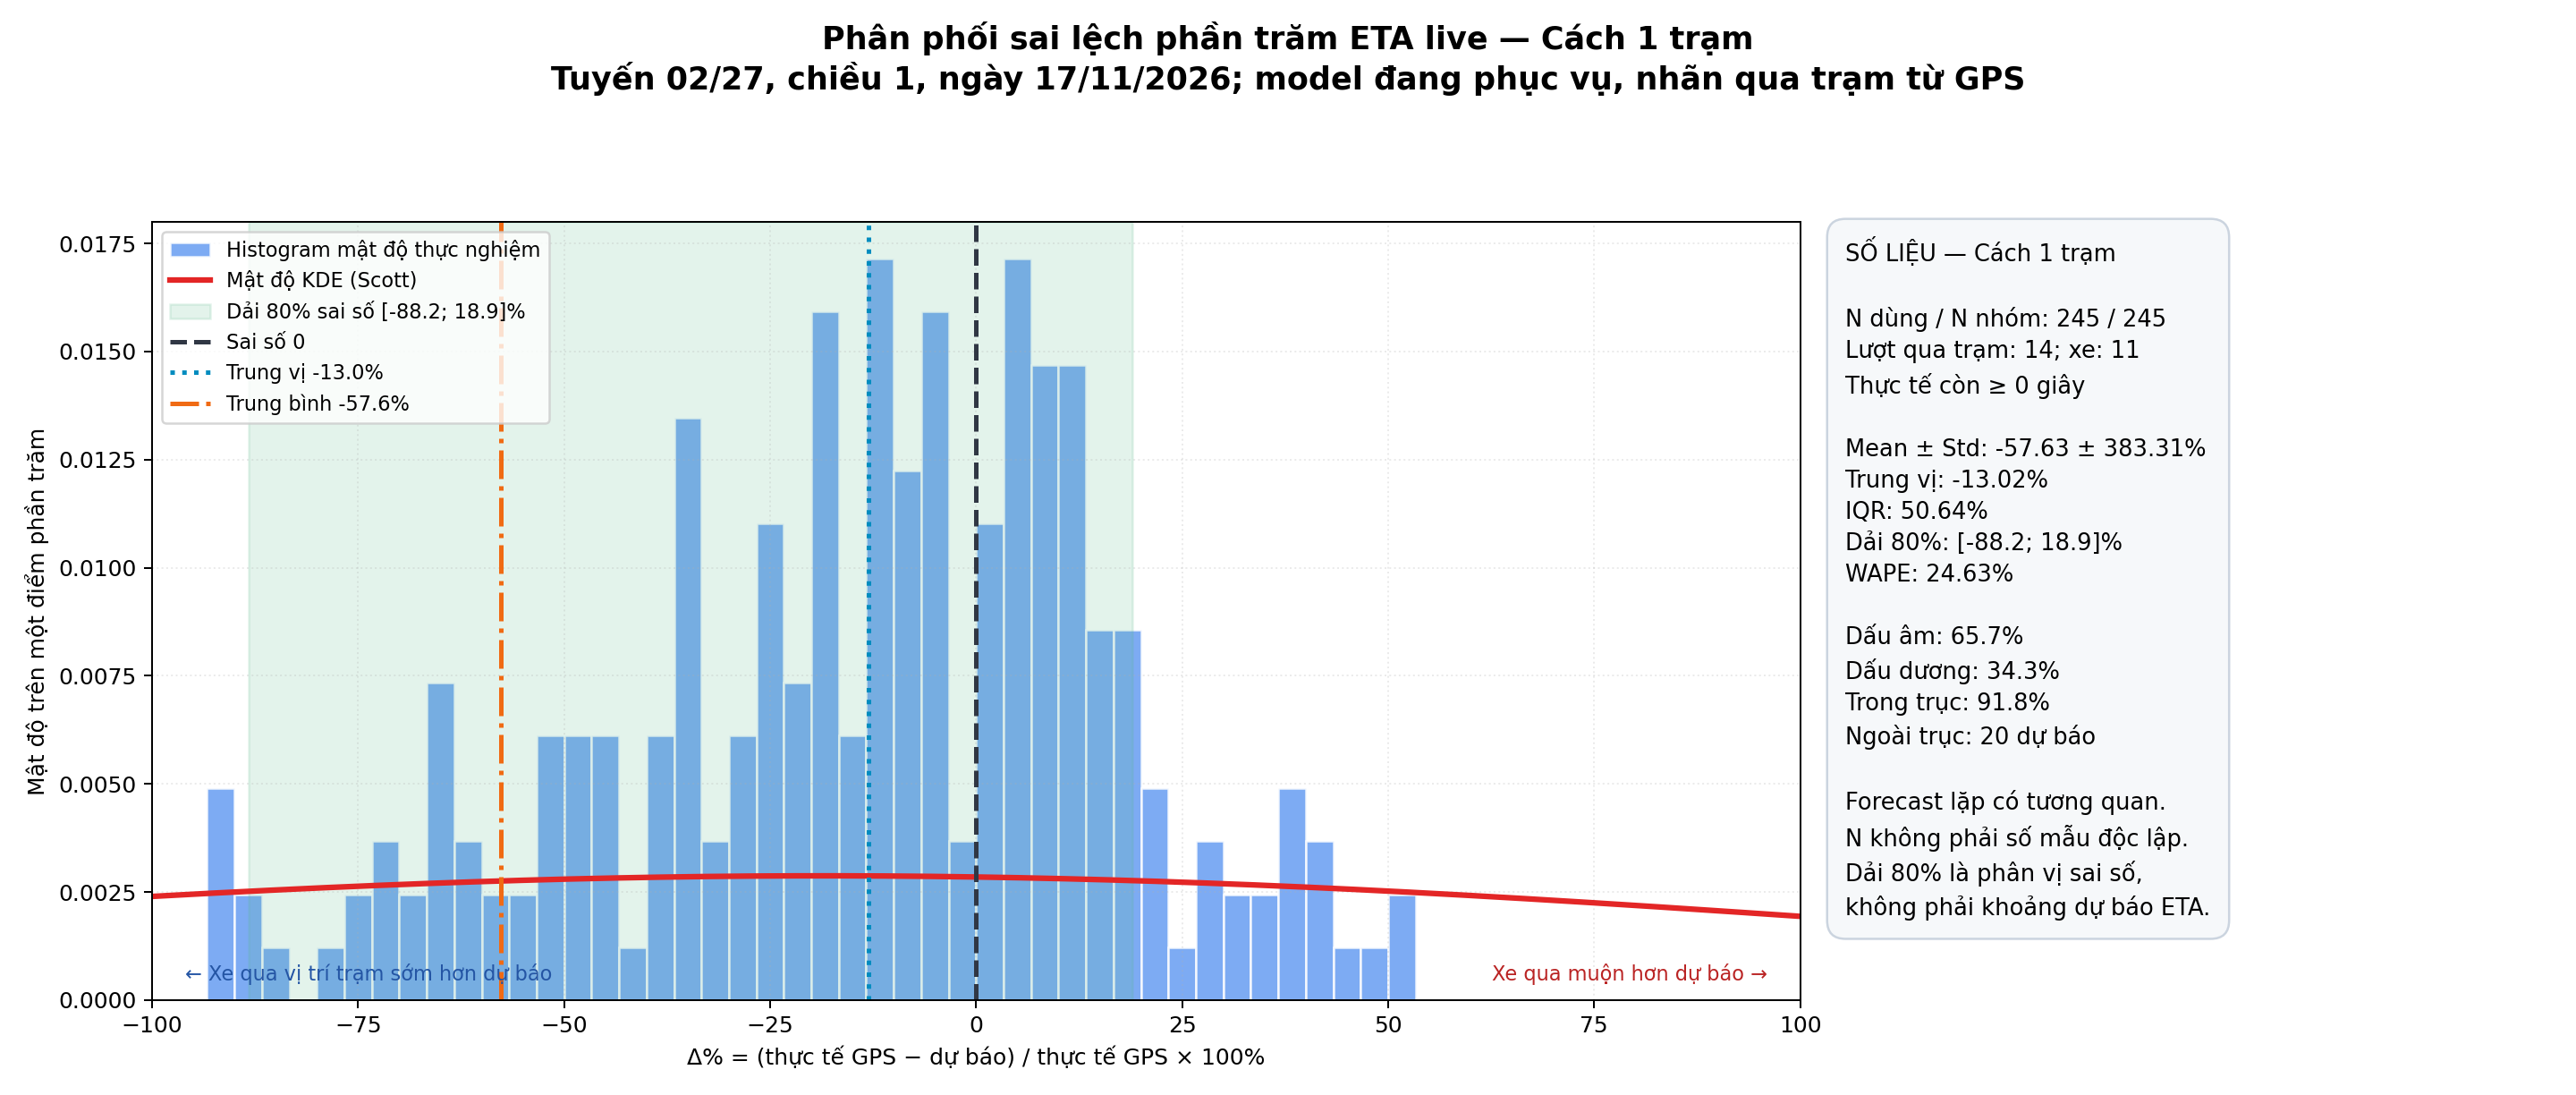 Phân phối sai lệch phần trăm ETA live — Cách 1 trạm
Tuyến 02/27, chiều 1, ngày 17/11/2026; model đang phục vụ, nhãn qua trạm từ GPS
Mật độ trên một điểm phần trăm
0.0175
0.0150
0.0125
0.0100
0.0075
0.0050
0.0025
0.0000
Histogram mật độ thực nghiệm
Mật độ KDE (Scott)
Dải 80% sai số [-88.2; 18.9]%
Sai số 0
Trung vị -13.0%
Trung bình -57.6%
← Xe qua vị trí trạm sớm hơn dự báo
Xe qua muộn hơn dự báo →
−100
−75
−50
−25
0
25
50
75
100
Δ% = (thực tế GPS − dự báo) / thực tế GPS × 100%
SỐ LIỆU — Cách 1 trạm
N dùng / N nhóm: 245 / 245
Lượt qua trạm: 14; xe: 11
Thực tế còn ≥ 0 giây
Mean ± Std: -57.63 ± 383.31%
Trung vị: -13.02%
IQR: 50.64%
Dải 80%: [-88.2; 18.9]%
WAPE: 24.63%
Dấu âm: 65.7%
Dấu dương: 34.3%
Trong trục: 91.8%
Ngoài trục: 20 dự báo
Forecast lặp có tương quan.
N không phải số mẫu độc lập.
Dải 80% là phân vị sai số,
không phải khoảng dự báo ETA.